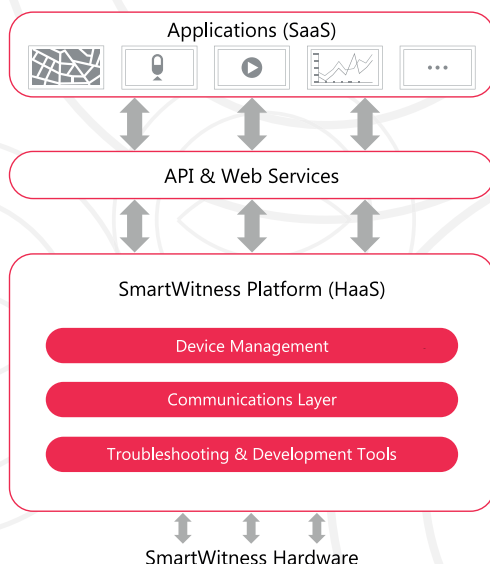 Applications (SaaS)
API & Web Services
SmartWitness Platform (HaaS)
Device Management
Communications Layer
Troubleshooting & Development Tools
SmartWitness Hardware